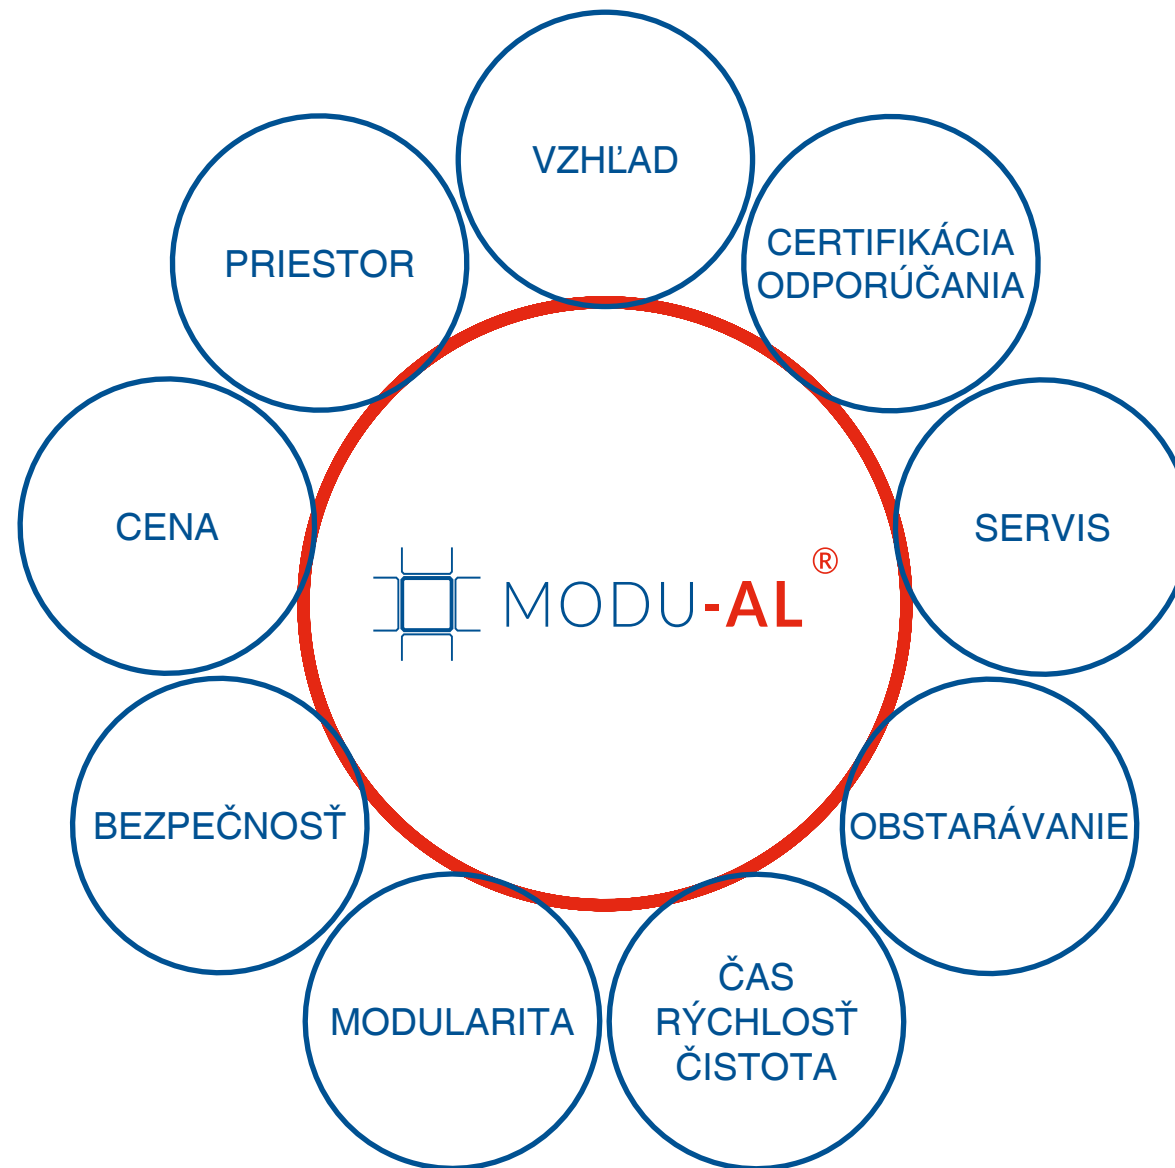 VZHĽAD
CERTIFIKÁCIA
ODPORÚČANIA
PRIESTOR
CENA
SERVIS
MODU-AL®
BEZPEČNOSŤ
OBSTARÁVANIE
MODULARITA
ČAS
RÝCHLOSŤ
ČISTOTA